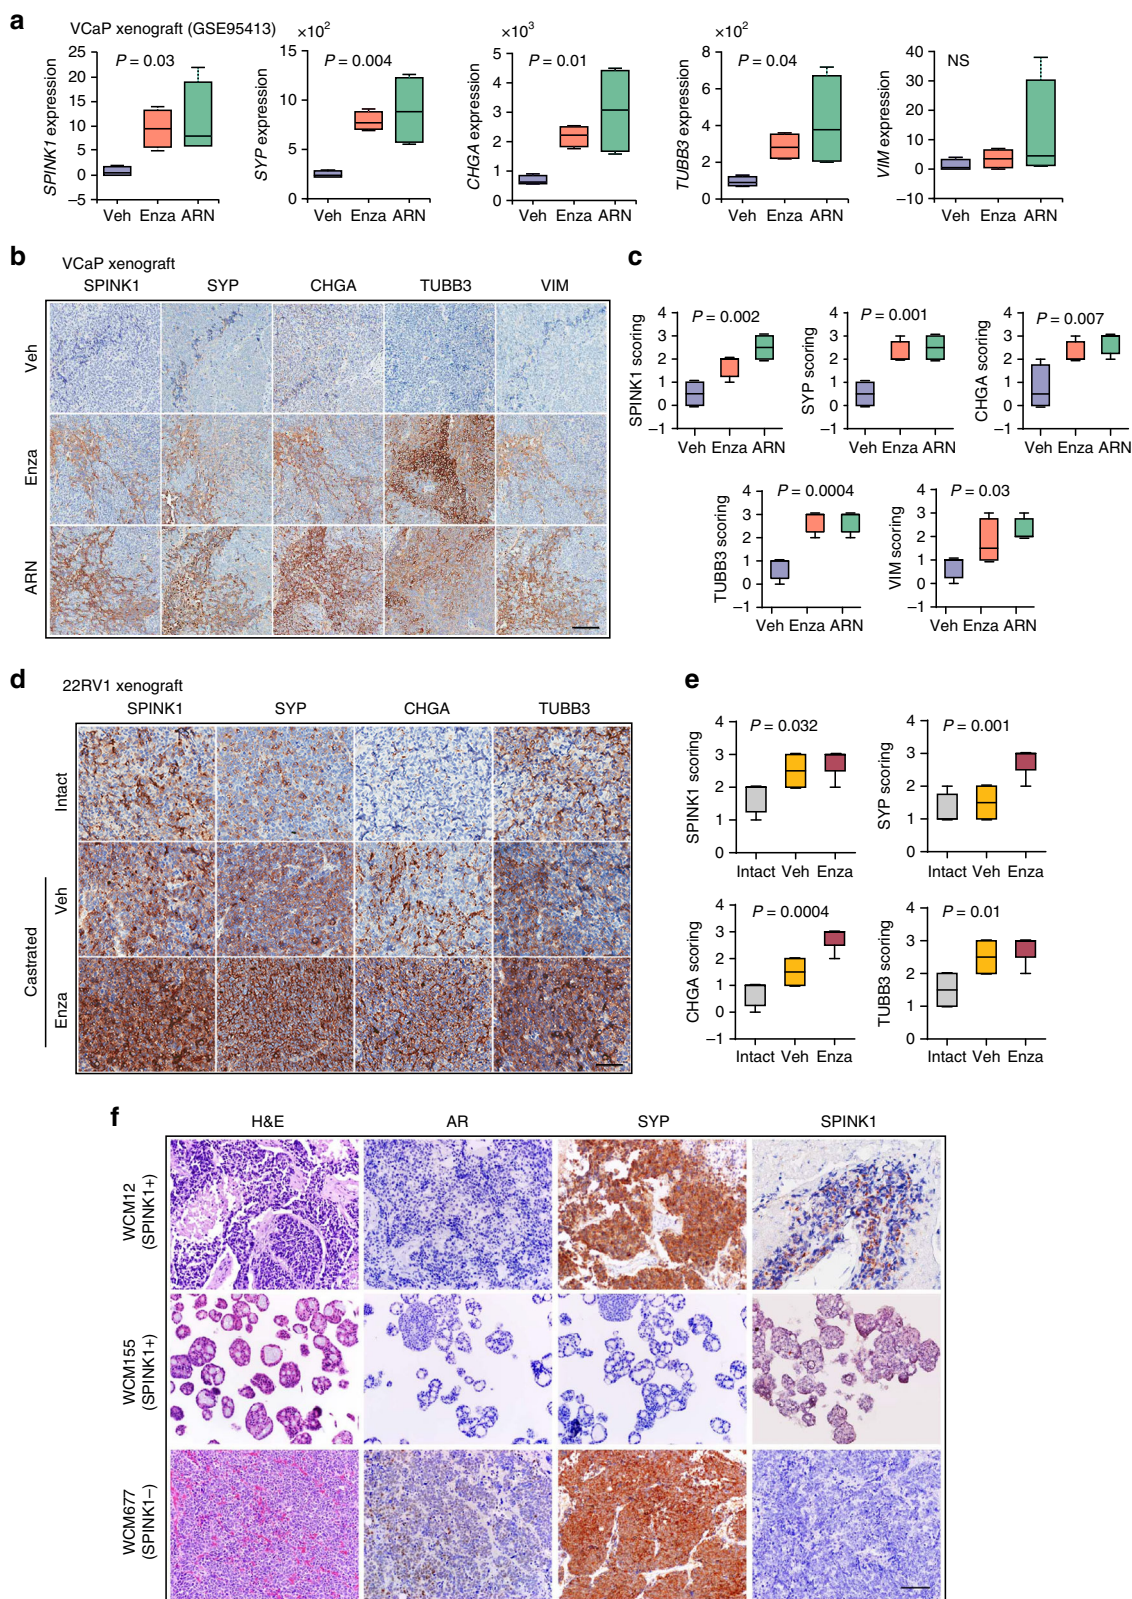 a
VCaP xenograft (GSE95413)
×10²
×10³
×10²
25
20
15
10
5
0
–5
SPINK1 expression
P = 0.03
Veh Enza ARN
15
10
5
0
SYP expression
P = 0.004
Veh Enza ARN
5
4
3
2
1
0
CHGA expression
P = 0.01
Veh Enza ARN
8
6
4
2
0
TUBB3 expression
P = 0.04
Veh Enza ARN
40
30
20
10
0
–10
VIM expression
NS
Veh Enza ARN
b
VCaP xenograft
SPINK1 SYP CHGA TUBB3 VIM
Veh
Enza
ARN
c
4
3
2
1
0
–1
SPINK1 scoring
P = 0.002
Veh Enza ARN
4
3
2
1
0
–1
SYP scoring
P = 0.001
Veh Enza ARN
4
3
2
1
0
–1
CHGA scoring
P = 0.007
Veh Enza ARN
4
3
2
1
0
–1
TUBB3 scoring
P = 0.0004
Veh Enza ARN
4
3
2
1
0
–1
VIM scoring
P = 0.03
Veh Enza ARN
d
22RV1 xenograft
SPINK1 SYP CHGA TUBB3
Intact
Castrated
Veh
Enza
e
4
3
2
1
0
SPINK1 scoring
P = 0.032
Intact Veh Enza
4
3
2
1
0
SYP scoring
P = 0.001
Intact Veh Enza
4
3
2
1
0
–1
CHGA scoring
P = 0.0004
Intact Veh Enza
4
3
2
1
0
TUBB3 scoring
P = 0.01
Intact Veh Enza
f
H&E AR SYP SPINK1
WCM12
(SPINK1+)
WCM155
(SPINK1+)
WCM677
(SPINK1–)